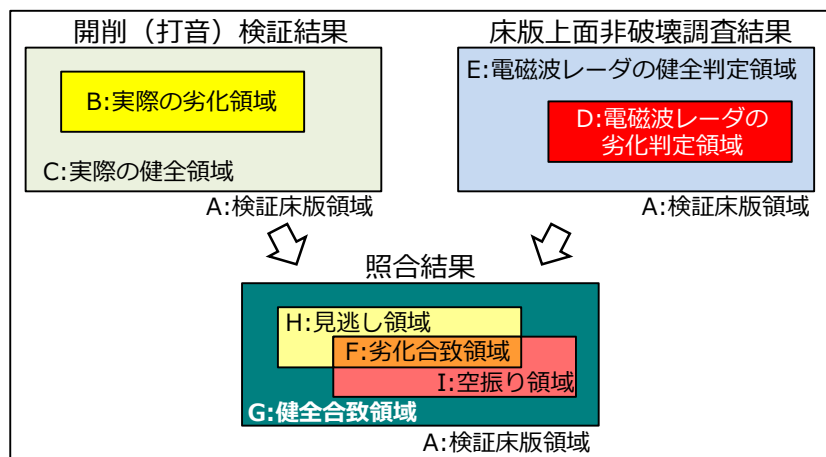 開削（打音）検証結果
B:実際の劣化領域
C:実際の健全領域
A:検証床版領域
床版上面非破壊調査結果
E:電磁波レーダの健全判定領域
D:電磁波レーダの
劣化判定領域
A:検証床版領域
照合結果
H:見逃し領域
F:劣化合致領域
I:空振り領域
G:健全合致領域
A:検証床版領域